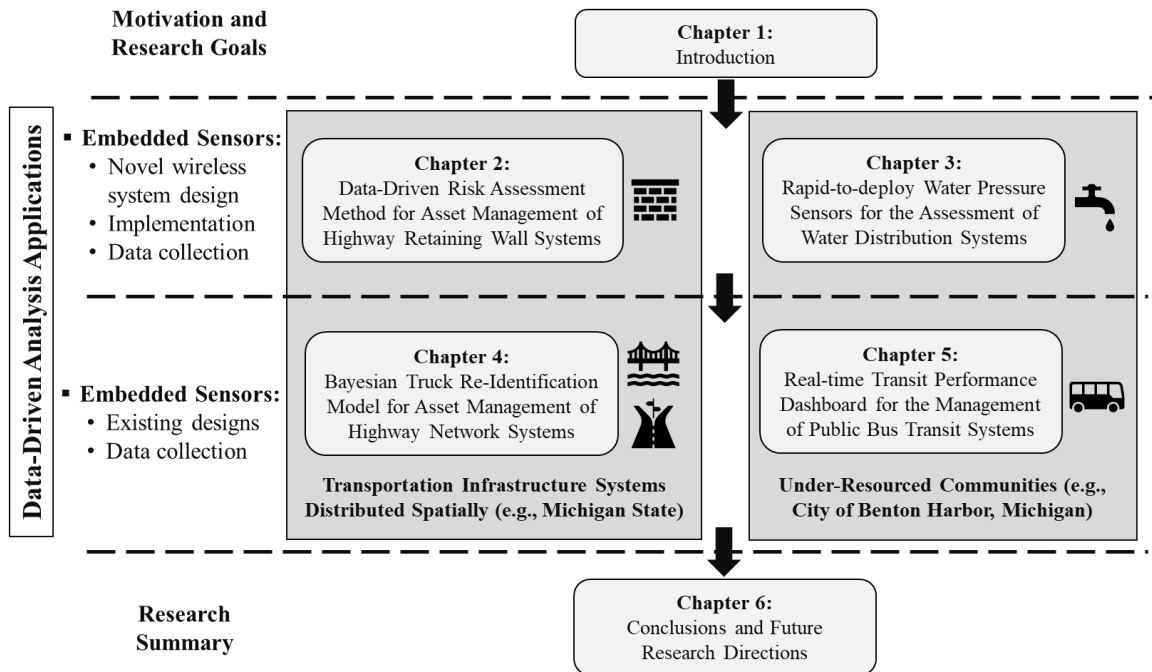 Motivation and
Research Goals
Chapter 1:
Introduction
Data-Driven Analysis Applications
▪ Embedded Sensors:
• Novel wireless
system design
• Implementation
• Data collection
Chapter 2:
Data-Driven Risk Assessment
Method for Asset Management of
Highway Retaining Wall Systems
Chapter 3:
Rapid-to-deploy Water Pressure
Sensors for the Assessment of
Water Distribution Systems
▪ Embedded Sensors:
• Existing designs
• Data collection
Chapter 4:
Bayesian Truck Re-Identification
Model for Asset Management of
Highway Network Systems
Transportation Infrastructure Systems
Distributed Spatially (e.g., Michigan State)
Chapter 5:
Real-time Transit Performance
Dashboard for the Management
of Public Bus Transit Systems
Under-Resourced Communities (e.g.,
City of Benton Harbor, Michigan)
Research
Summary
Chapter 6:
Conclusions and Future
Research Directions